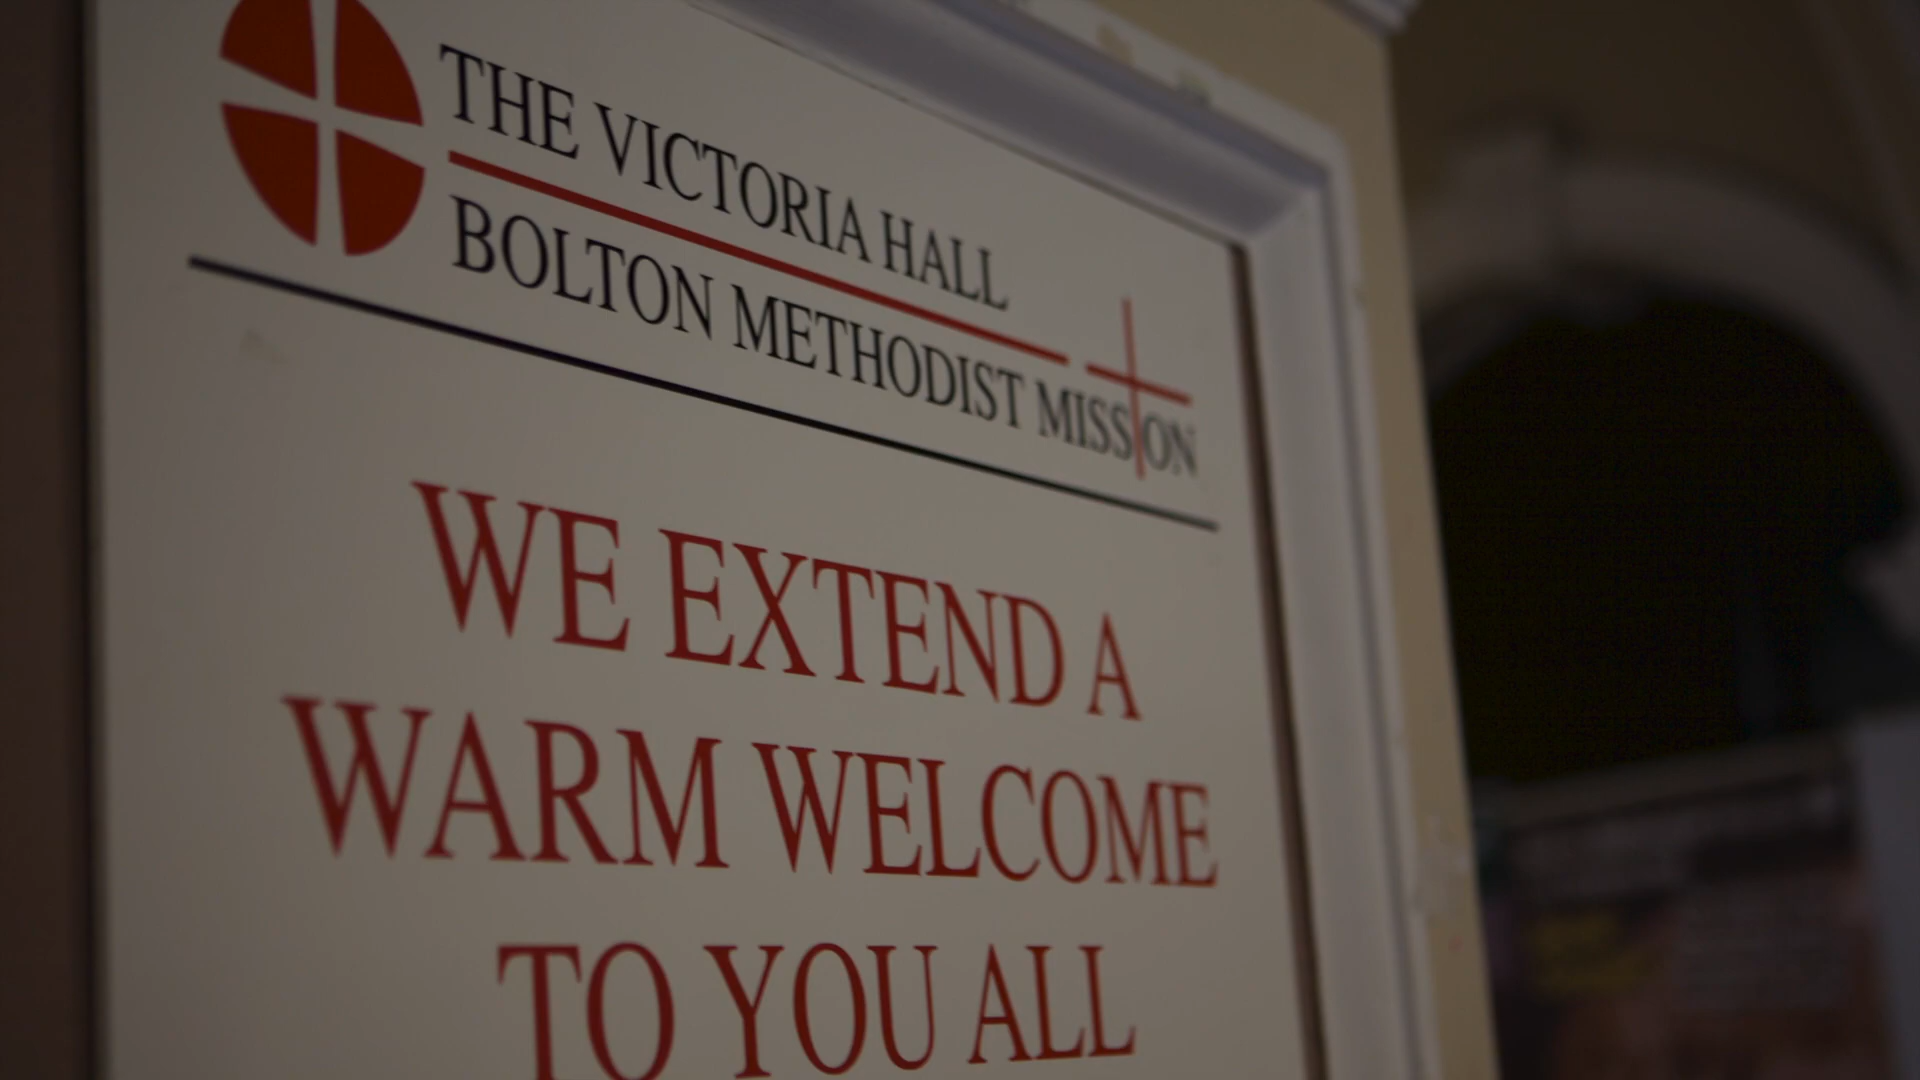 THE VICTORIA HALL
BOLTON METHODIST MISSION
WE EXTEND A
WARM WELCOME
TO YOU ALL